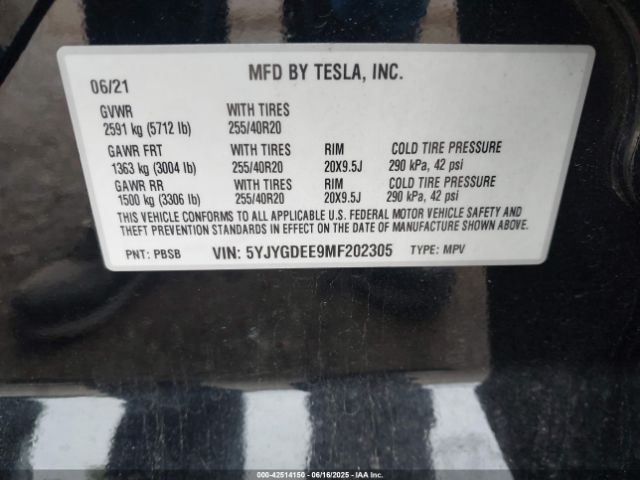 06/21 MFD BY TESLA, INC.
GVWR WITH TIRES
2591 kg (5712 lb) 255/40R20
GAWR FRT WITH TIRES RIM COLD TIRE PRESSURE
1363 kg (3004 lb) 255/40R20 20X9.5J 290 kPa, 42 psi
GAWR RR WITH TIRES RIM COLD TIRE PRESSURE
1500 kg (3306 lb) 255/40R20 20X9.5J 290 kPa, 42 psi
THIS VEHICLE CONFORMS TO ALL APPLICABLE U.S. FEDERAL MOTOR VEHICLE SAFETY AND
THEFT PREVENTION STANDARDS IN EFFECT ON THE DATE OF MANUFACTURE SHOWN ABOVE.
PNT: PBSB VIN: 5YJYGDEE9MF202305 TYPE: MPV
000-42514150 - 06/16/2025 - IAA, Inc.